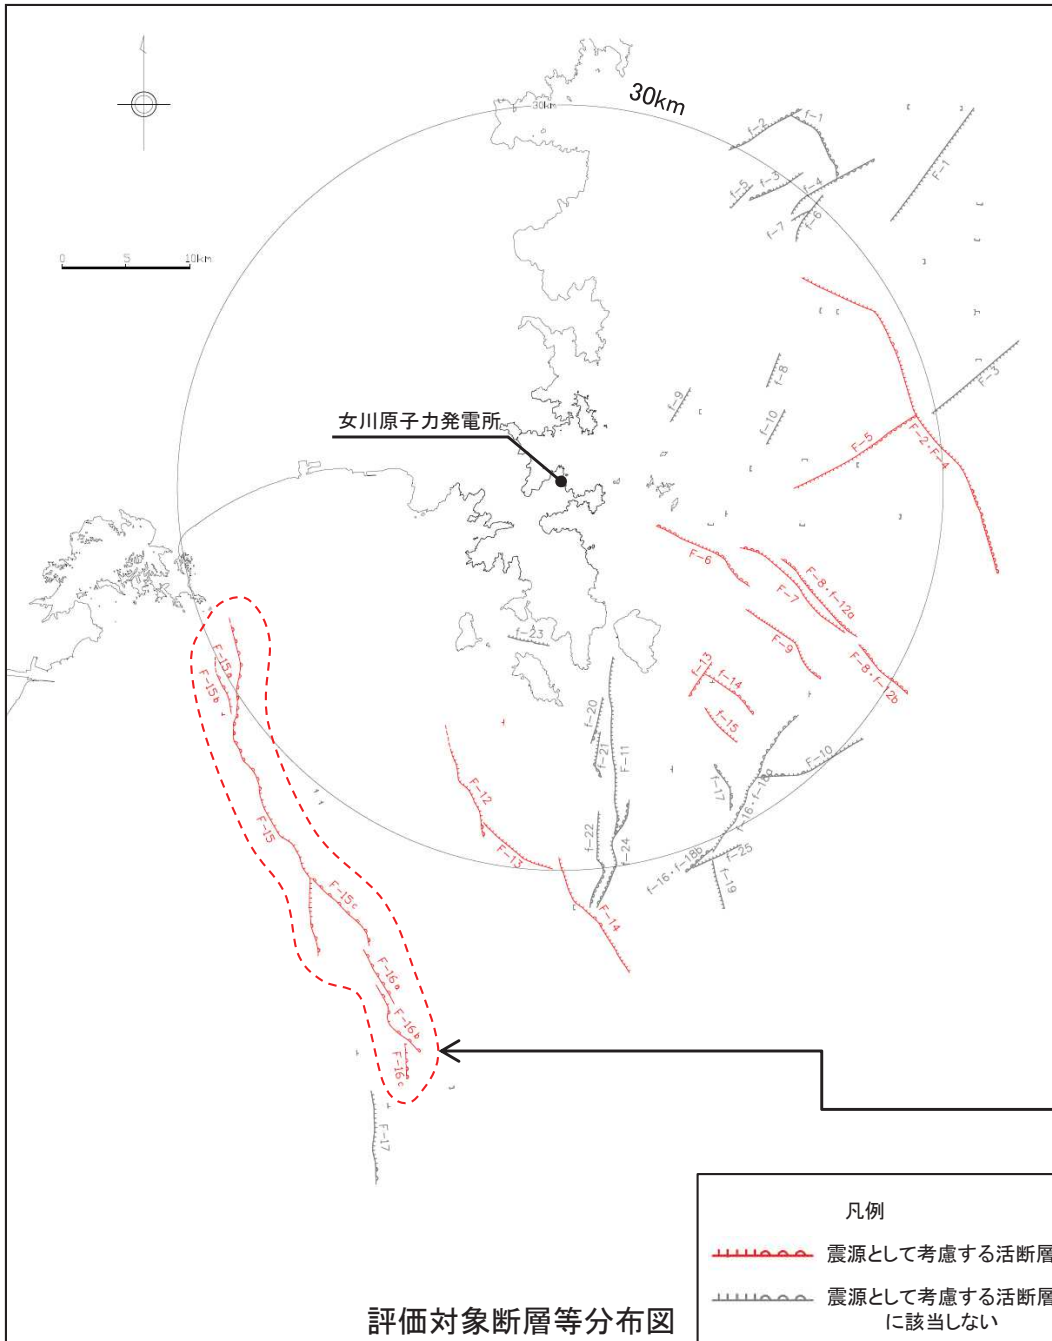 30km
30km
f-2
f-1
F-1
f-5
f-3
f-4
f-7
f-6
0 5 10km
F-3
f-8
f-9
f-10
女川原子力発電所
F-5
F-2・F-4
F-6
F-8・f-12a
F-7
f-23
F-9
F-8・f-12b
F-15a
F-15b
f-13
f-14
f-15
f-20
f-21
F-11
F-10
F-12
f-17
f-16・f-18a
F-15
f-22
f-24
F-13
f-16・f-18b
f-25
f-19
F-15c
F-14
F-16a
F-16b
F-16c
F-17
凡例
震源として考慮する活断層
震源として考慮する活断層
に該当しない
評価対象断層等分布図